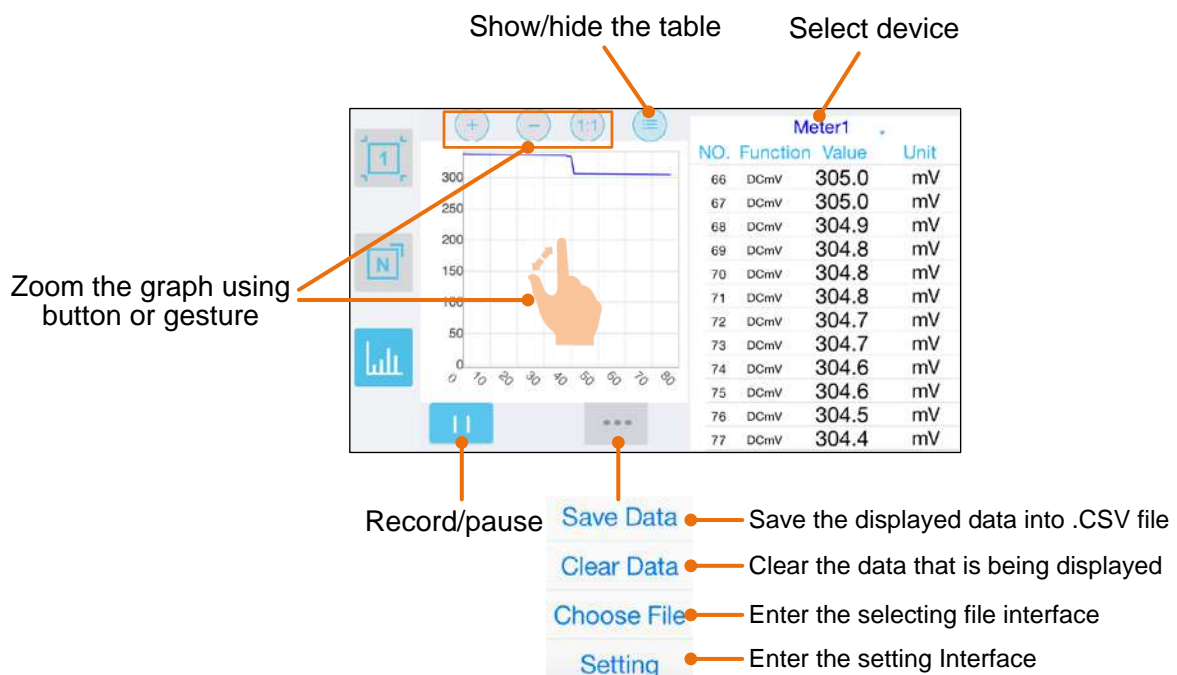 Show/hide the table
Select device
+ - 1:1
1
N
Meter1
NO. Function Value Unit
66 DCmV 305.0 mV
67 DCmV 305.0 mV
68 DCmV 304.9 mV
69 DCmV 304.8 mV
70 DCmV 304.8 mV
71 DCmV 304.8 mV
72 DCmV 304.7 mV
73 DCmV 304.7 mV
74 DCmV 304.6 mV
75 DCmV 304.6 mV
76 DCmV 304.5 mV
77 DCmV 304.4 mV
300
250
200
150
100
50
0
0 10 20 30 40 50 60 70 80
Zoom the graph using
button or gesture
Record/pause
Save Data
Save the displayed data into .CSV file
Clear Data
Clear the data that is being displayed
Choose File
Enter the selecting file interface
Setting
Enter the setting Interface